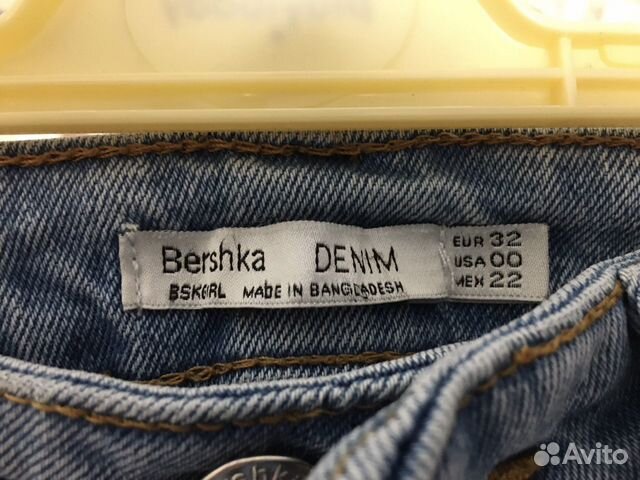 Bershka DENIM
BSKGRL MADE IN BANGLADESH
EUR 32
USA 00
MEX 22
Avito